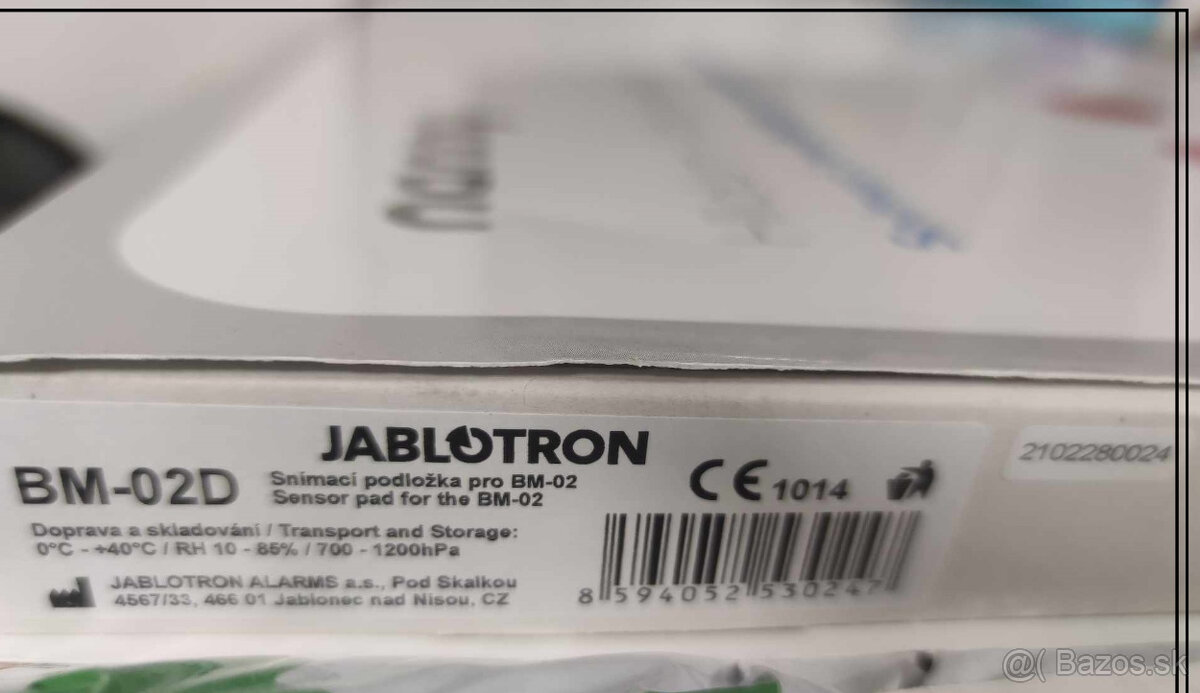 JABLOTRON
BM-02D
Snímací podložka pro BM-02
Sensor pad for the BM-02
Doprava a skladování / Transport and Storage:
0°C - +40°C / RH 10 - 85% / 700 - 1200hPa
JABLOTRON ALARMS a.s., Pod Skalkou
4567/33, 466 01 Jablonec nad Nisou, CZ
CE 1014
8 594052 530247
2102280024
@( Bazos.sk